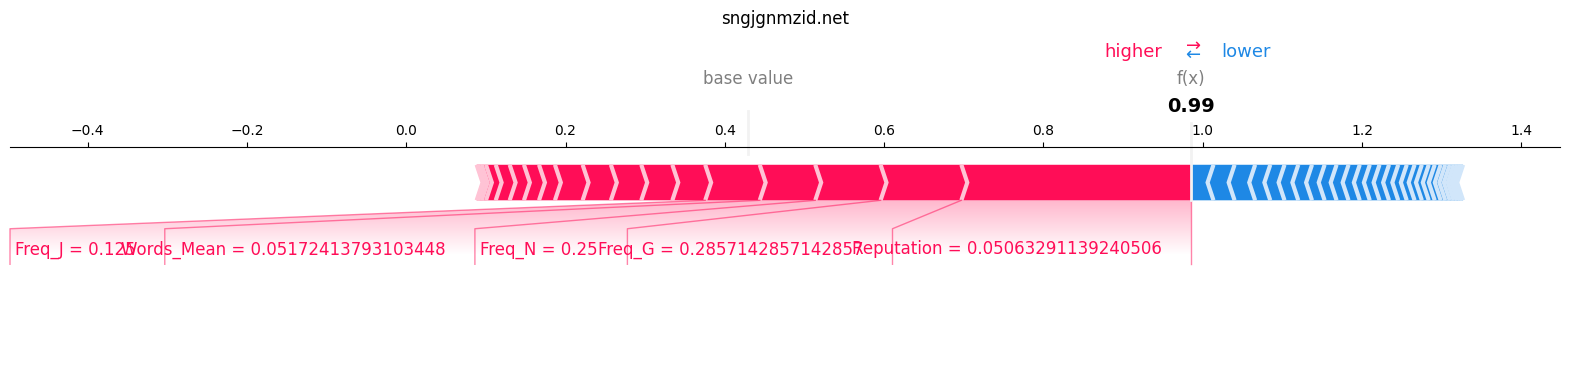 sngjgnmzid.net
higher ⇄ lower
base value f(x)
0.99
−0.4 −0.2 0.0 0.2 0.4 0.6 0.8 1.0 1.2 1.4
Freq_J = 0.125 Words_Mean = 0.05172413793103448 Freq_N = 0.25 Freq_G = 0.2857142857142857 Reputation = 0.05063291139240506